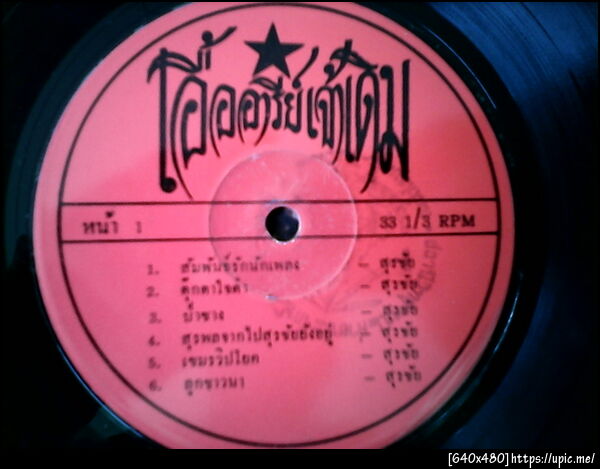 โอ้ออารีย์เจ้าเดิม
หน้า 1
33 1/3 RPM
1. สัมพันธ์รักนักเพลง – สุรชัย
2. ตุ๊กตาใจดำ – สุรชัย
3. น้ำซาง – สุรชัย
4. สุรพลจากไปสุรชัยยังอยู่ – สุรชัย
5. เขมรวิปโยค – สุรชัย
6. ลูกชาวนา – สุรชัย
[640x480]https://upic.me/